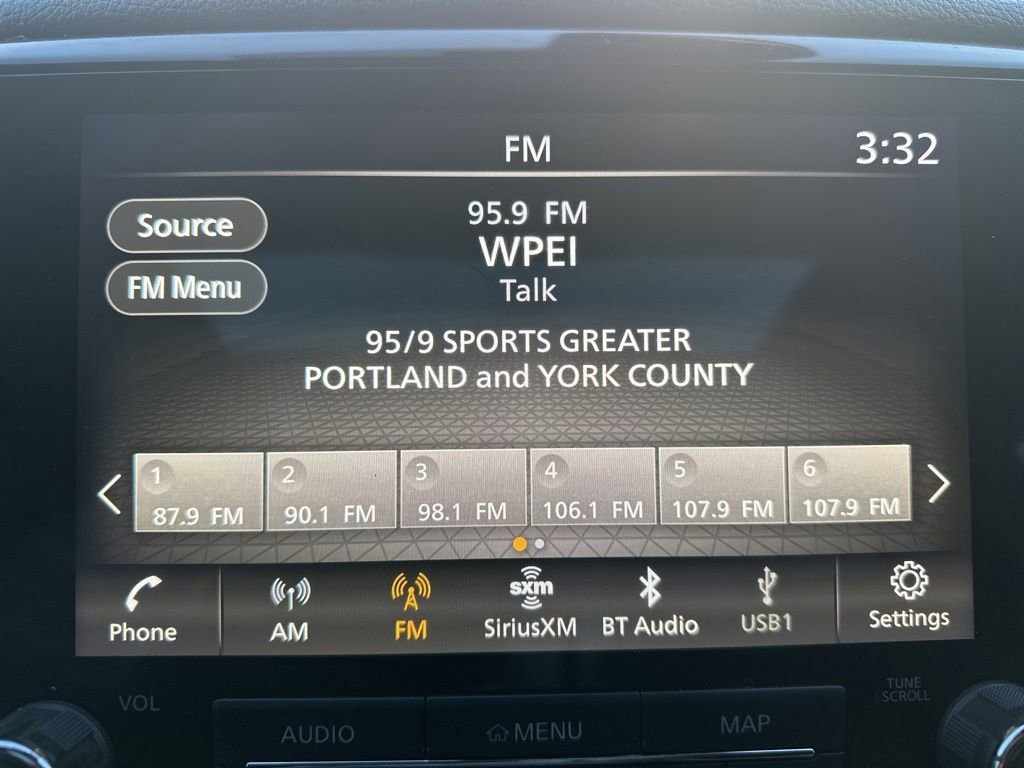 FM
3:32
Source
95.9 FM
WPEI
FM Menu
Talk
95/9 SPORTS GREATER
PORTLAND and YORK COUNTY
1
87.9 FM
2
90.1 FM
3
98.1 FM
4
106.1 FM
5
107.9 FM
6
107.9 FM
Phone
AM
FM
sxm
SiriusXM
BT Audio
USB1
Settings
VOL
AUDIO
MENU
MAP
TUNE
SCROLL